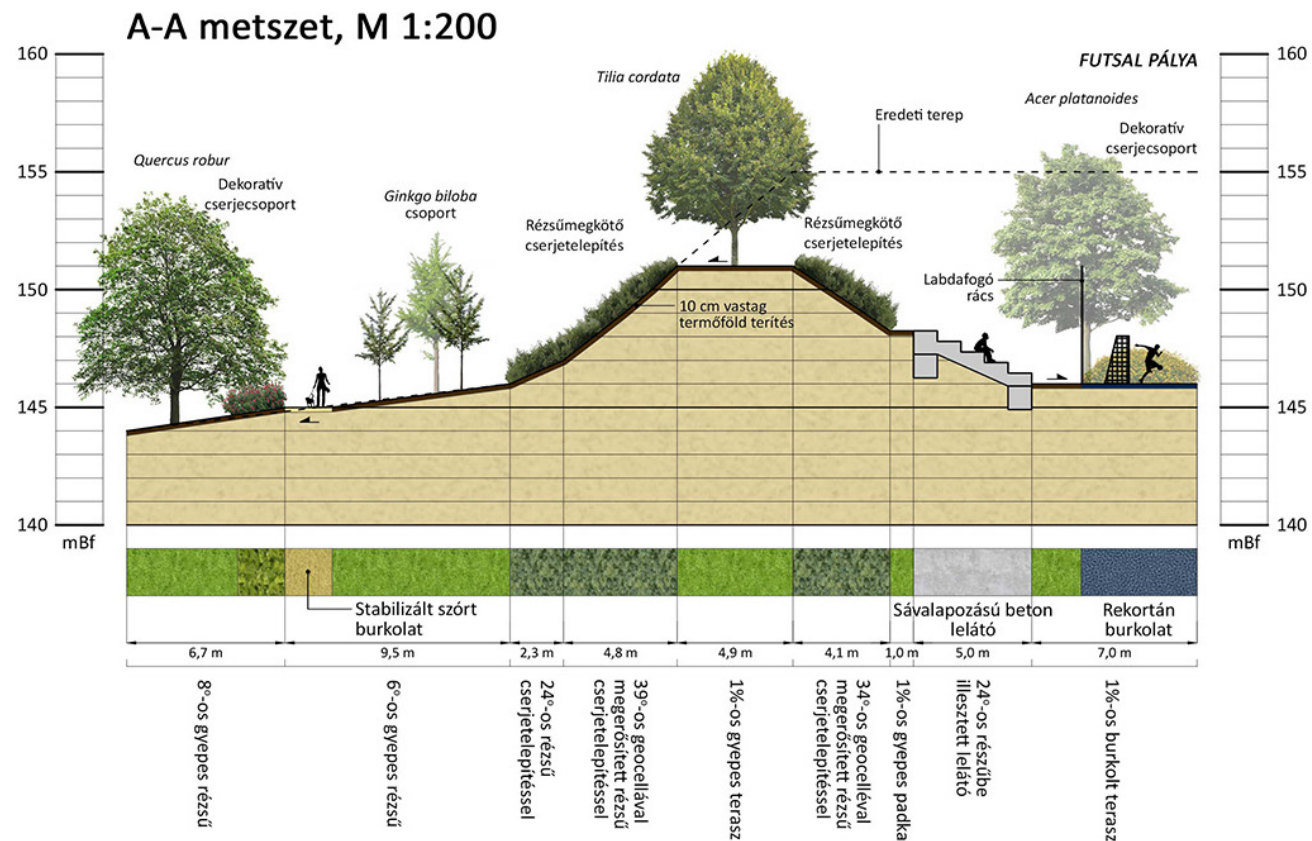 A-A metszet, M 1:200
160
155
150
145
140
mBf
160
155
150
145
140
mBf
FUTSAL PÁLYA
Quercus robur
Dekoratív
cserjecsoport
Ginkgo biloba
csoport
Rézsűmegkötő
cserjetelepítés
Tilia cordata
10 cm vastag
termőföld terítés
Eredeti terep
Rézsűmegkötő
cserjetelepítés
Acer platanoides
Dekoratív
cserjecsoport
Labdafogó
rács
Stabilizált szórt
burkolat
Sávalapozású beton
lelátó
Rekortán
burkolat
6,7 m
9,5 m
2,3 m
4,8 m
4,9 m
4,1 m
1,0 m
5,0 m
7,0 m
8°-os gyepes rézsű
6°-os gyepes rézsű
24°-os rézsű
cserjetelepítéssel
39°-os geocellával
megerősített rézsű
cserjetelepítéssel
1%-os gyepes terasz
34°-os geocellával
megerősített rézsű
cserjetelepítéssel
1%-os gyepes padka
24°-os részűbe
illesztett lelátó
1%-os burkolt terasz